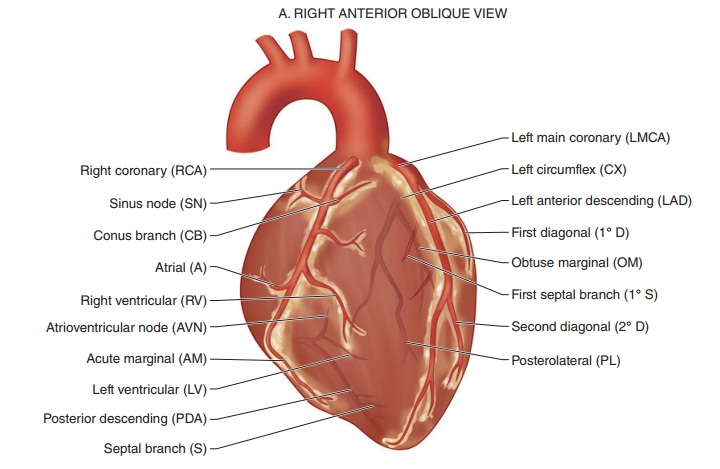 A. RIGHT ANTERIOR OBLIQUE VIEW
Right coronary (RCA)
Sinus node (SN)
Conus branch (CB)
Atrial (A)
Right ventricular (RV)
Atrioventricular node (AVN)
Acute marginal (AM)
Left ventricular (LV)
Posterior descending (PDA)
Septal branch (S)
Left main coronary (LMCA)
Left circumflex (CX)
Left anterior descending (LAD)
First diagonal (1° D)
Obtuse marginal (OM)
First septal branch (1° S)
Second diagonal (2° D)
Posterolateral (PL)